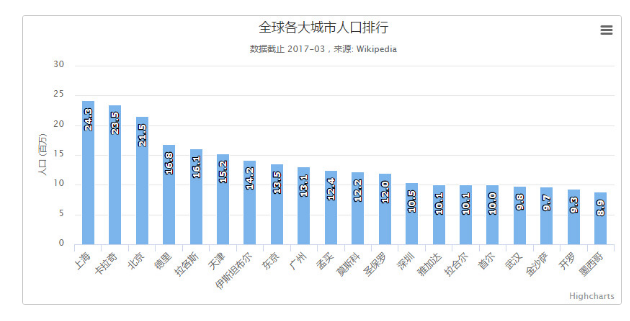 全球各大城市人口排行
数据截止 2017-03，来源: Wikipedia
人口 (百万)
30
25
20
15
10
5
0
24.3
23.5
21.5
16.8
16.1
15.2
14.2
13.5
13.1
12.4
12.2
12.0
10.5
10.1
10.1
10.0
9.8
9.7
9.3
8.9
上海
卡拉奇
北京
德里
拉各斯
天津
伊斯坦布尔
东京
广州
孟买
莫斯科
圣保罗
深圳
雅加达
拉合尔
首尔
武汉
金沙萨
开罗
墨西哥
Highcharts